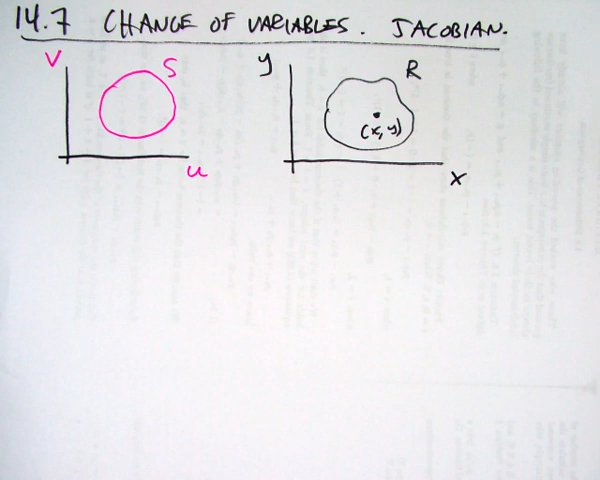 14.7 CHANGE OF VARIABLES. JACOBIAN.
V
S
u
y
R
(x, y)
x